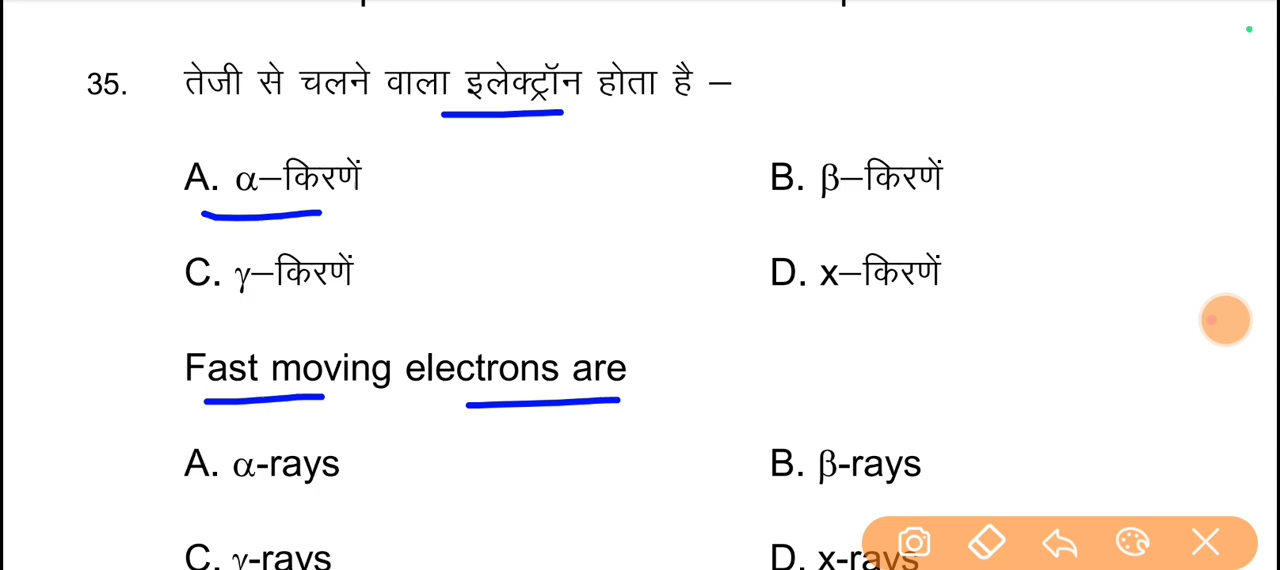 35. तेजी से चलने वाला इलेक्ट्रॉन होता है –
A. α–किरणें B. β–किरणें
C. γ–किरणें D. x–किरणें
Fast moving electrons are
A. α-rays B. β-rays
C. γ-rays D. x-rays